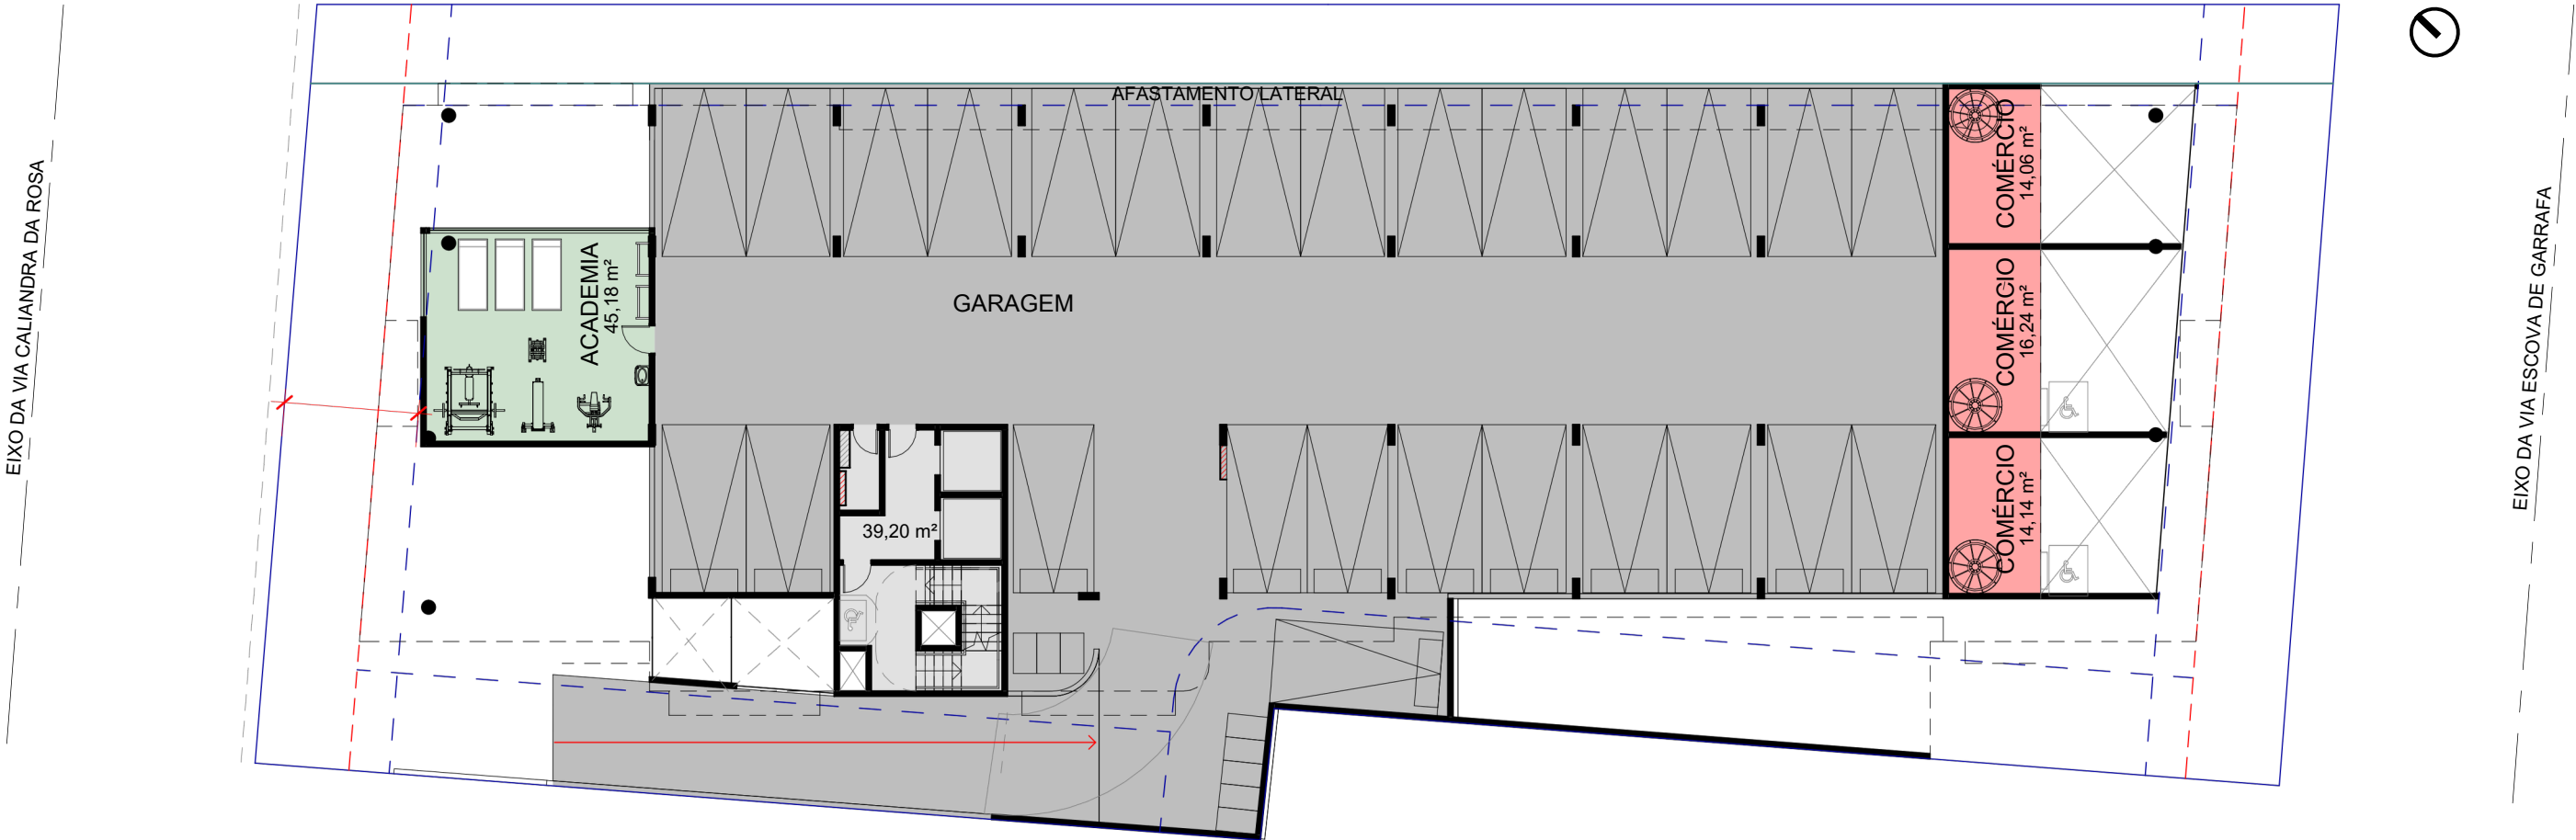 AFASTAMENTO LATERAL
EIXO DA VIA CALIANDRA DA ROSA
ACADEMIA
45,18 m²
GARAGEM
COMÉRCIO
14,06 m²
COMÉRCIO
16,24 m²
COMÉRCIO
14,14 m²
EIXO DA VIA ESCOVA DE GARRAFA
39,20 m²